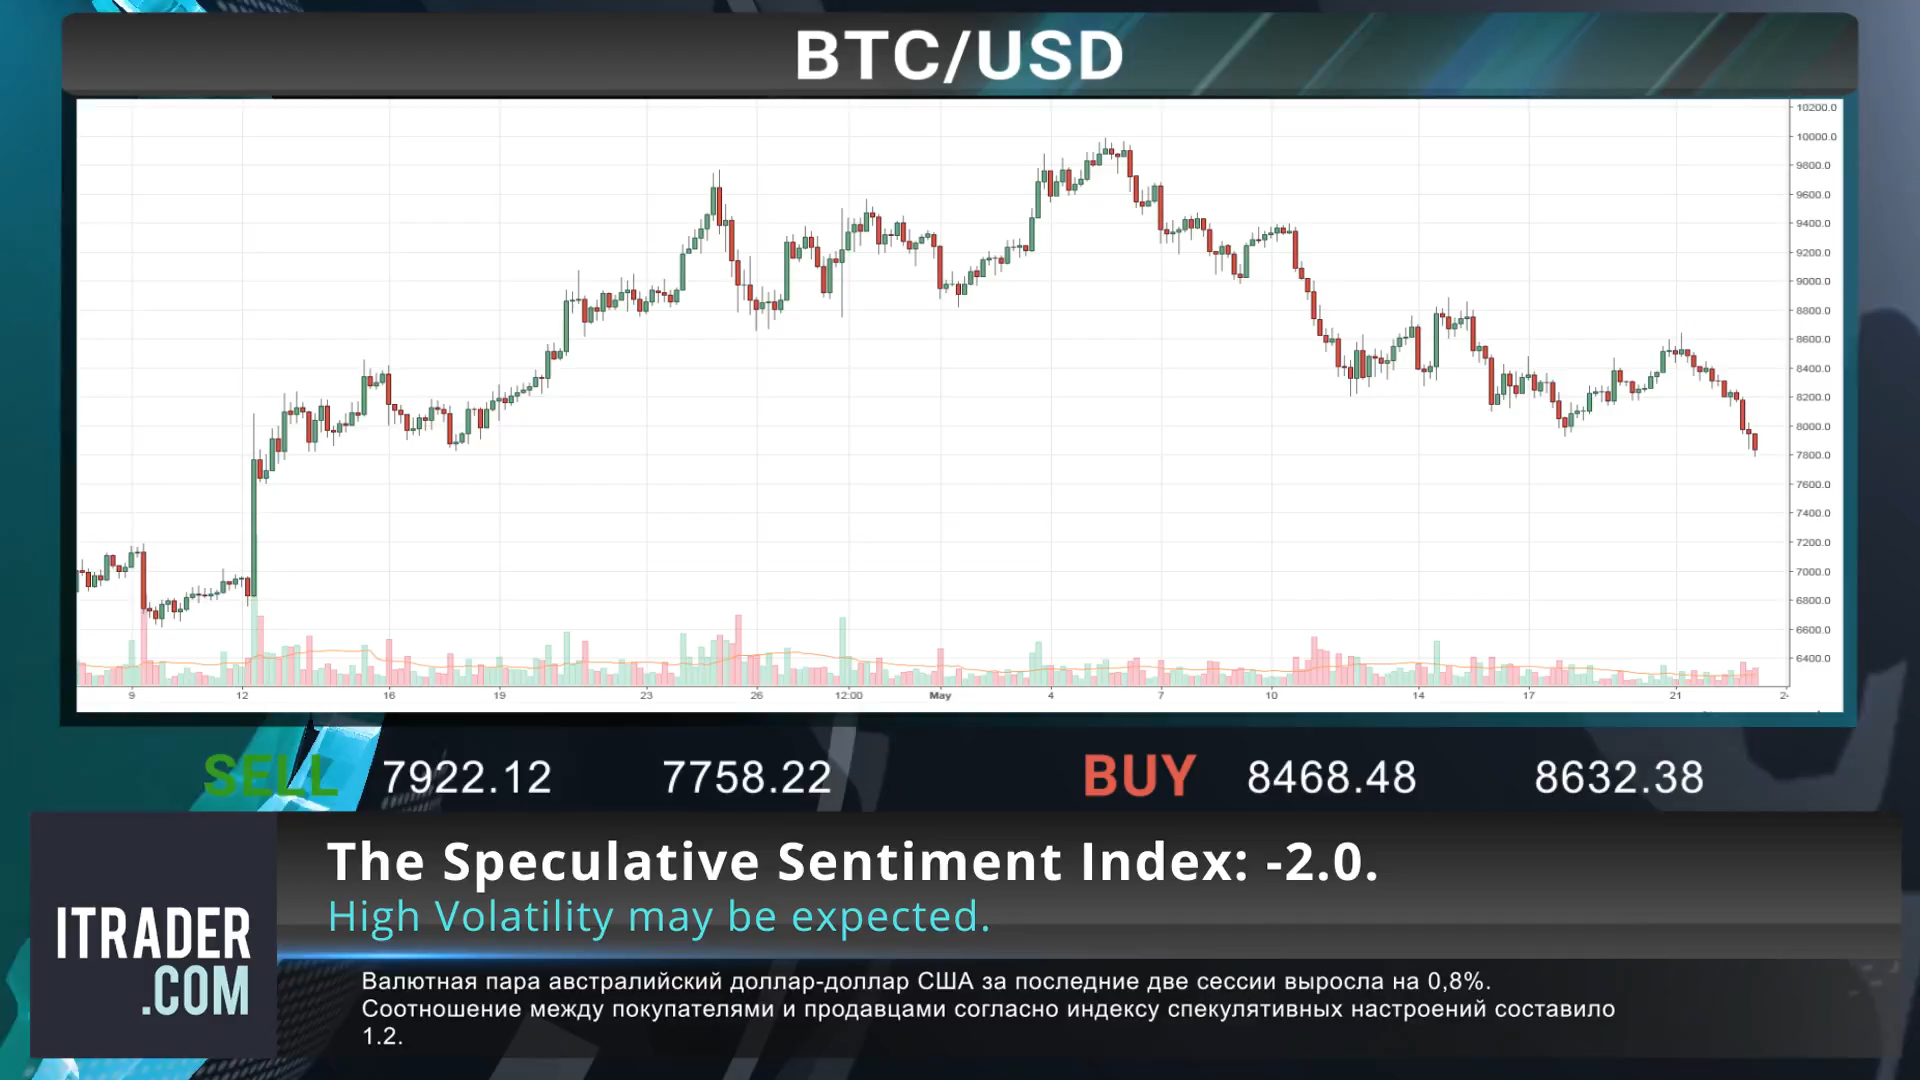 BTC/USD
10200.0
10000.0
9800.0
9600.0
9400.0
9200.0
9000.0
8800.0
8600.0
8400.0
8200.0
8000.0
7800.0
7600.0
7400.0
7200.0
7000.0
6800.0
6600.0
6400.0
9 12 16 19 23 26 12:00 May 4 7 10 14 17 21
SELL 7922.12 7758.22 BUY 8468.48 8632.38
The Speculative Sentiment Index: -2.0.
High Volatility may be expected.
ITRADER
.COM
Валютная пара австралийский доллар-доллар США за последние две сессии выросла на 0,8%.
Соотношение между покупателями и продавцами согласно индексу спекулятивных настроений составило
1.2.